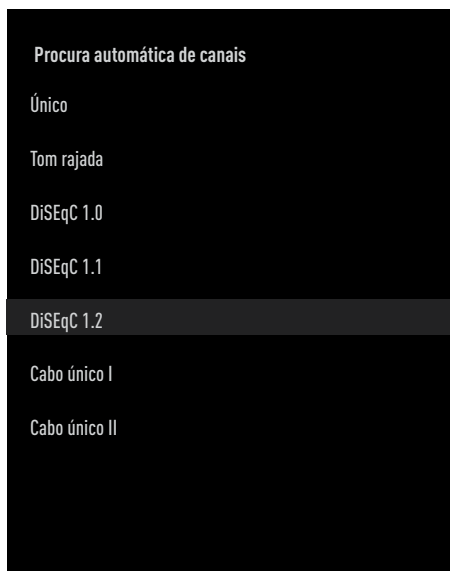 Procura automática de canais
Único
Tom rajada
DiSEqC 1.0
DiSEqC 1.1
DiSEqC 1.2
Cabo único I
Cabo único II